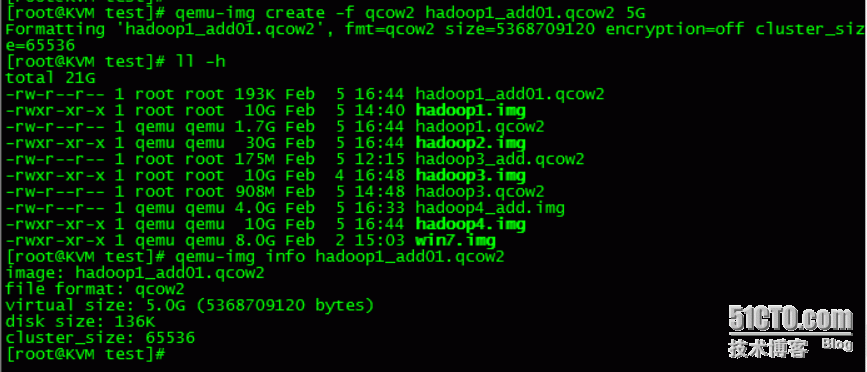 [root@KVM test]# qemu-img create -f qcow2 hadoop1_add01.qcow2 5G
Formatting 'hadoop1_add01.qcow2', fmt=qcow2 size=5368709120 encryption=off cluster_siz
e=65536
[root@KVM test]# ll -h
total 21G
-rw-r--r-- 1 root root 193K Feb  5 16:44 hadoop1_add01.qcow2
-rwxr-xr-x 1 root root  10G Feb  5 14:40 hadoop1.img
-rw-r--r-- 1 qemu qemu 1.7G Feb  5 16:44 hadoop1.qcow2
-rwxr-xr-x 1 qemu qemu  30G Feb  5 16:44 hadoop2.img
-rw-r--r-- 1 root root 175M Feb  5 12:15 hadoop3_add.qcow2
-rwxr-xr-x 1 root root  10G Feb  4 16:48 hadoop3.img
-rw-r--r-- 1 root root 908M Feb  5 14:48 hadoop3.qcow2
-rw-r--r-- 1 qemu qemu 4.0G Feb  5 16:33 hadoop4_add.img
-rwxr-xr-x 1 qemu qemu  10G Feb  5 16:44 hadoop4.img
-rwxr-xr-x 1 qemu qemu 8.0G Feb  2 15:03 win7.img
[root@KVM test]# qemu-img info hadoop1_add01.qcow2
image: hadoop1_add01.qcow2
file format: qcow2
virtual size: 5.0G (5368709120 bytes)
disk size: 136K
cluster_size: 65536
[root@KVM test]#
51CTO.com
技术博客 Blog